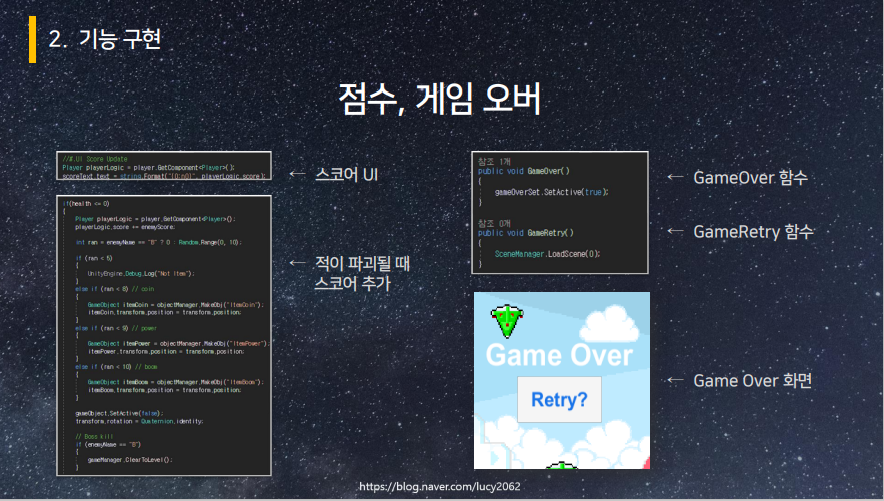 2. 기능 구현
점수, 게임 오버
//#.UI Score Update
Player playerLogic = player.GetComponent<Player>();
scoreText.text = string.Format("{0:n0}", playerLogic.score);
← 스코어 UI
if(health <= 0)
{
Player playerLogic = player.GetComponent<Player>();
playerLogic.score += enemyScore;
int ran = enemyName == "B" ? 0 : Random.Range(0, 10);
if (ran < 5)
{
UnityEngine.Debug.Log("Not Item");
}
else if (ran < 8) // coin
{
GameObject itemCoin = objectManager.MakeObj("ItemCoin");
itemCoin.transform.position = transform.position;
}
else if (ran < 9) // power
{
GameObject itemPower = objectManager.MakeObj("ItemPower");
itemPower.transform.position = transform.position;
}
else if (ran < 10) // boom
{
GameObject itemBoom = objectManager.MakeObj("ItemBoom");
itemBoom.transform.position = transform.position;
}
gameObject.SetActive(false);
transform.rotation = Quaternion.identity;
// Boss kill
if (enemyName == "B")
{
gameManager.ClearToLevel();
}
← 적이 파괴될 때
스코어 추가
참조 1개
public void GameOver()
{
gameOverSet.SetActive(true);
}
참조 0개
public void GameRetry()
{
SceneManager.LoadScene(0);
}
← GameOver 함수
← GameRetry 함수
Game Over
Retry?
← Game Over 화면
https://blog.naver.com/lucy2062